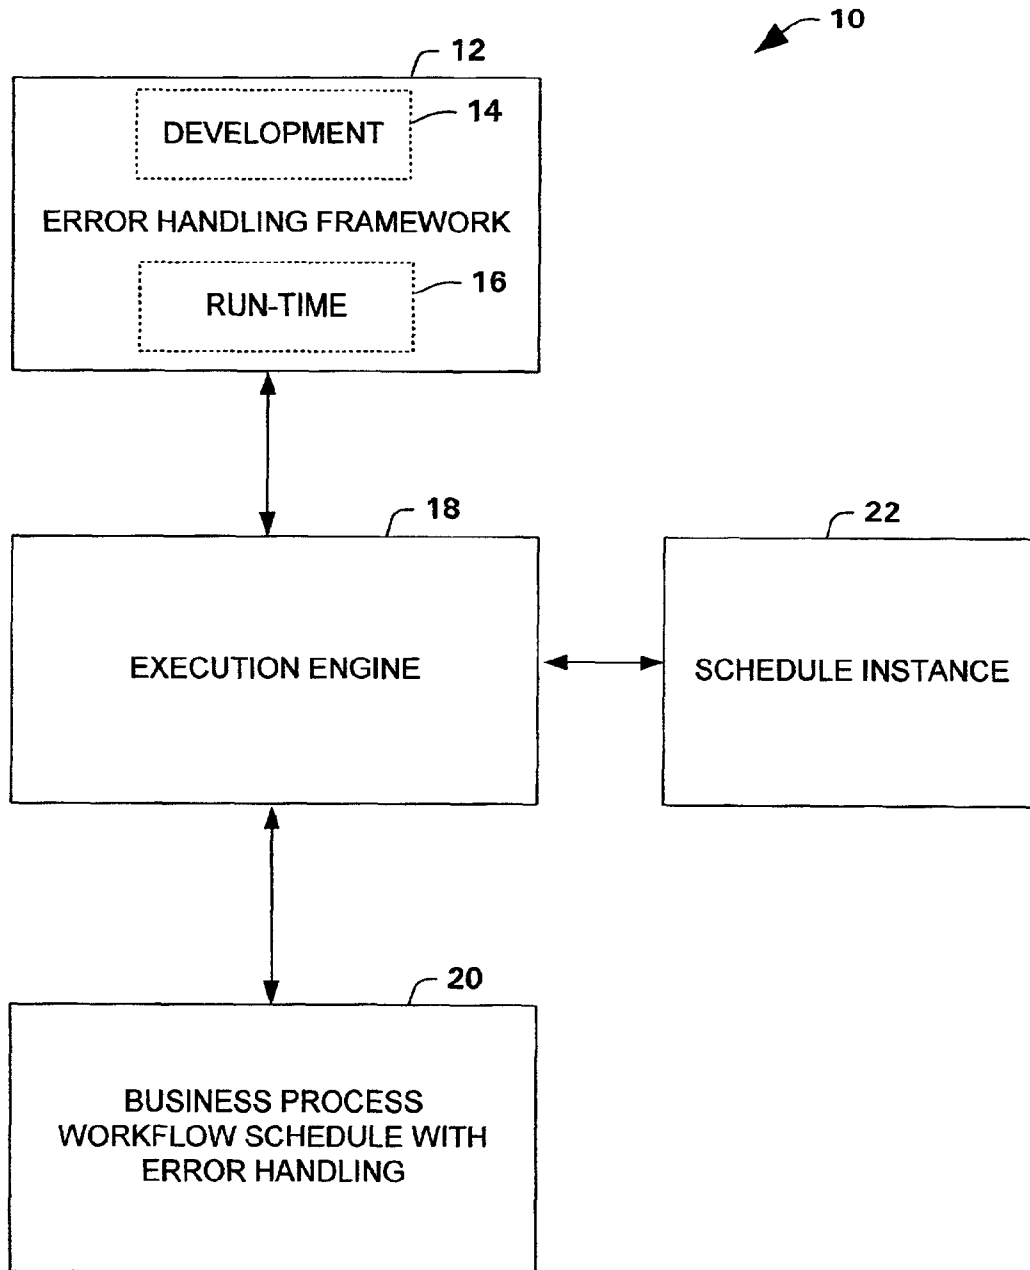 10
12
DEVELOPMENT
14
ERROR HANDLING FRAMEWORK
RUN-TIME
16
18
EXECUTION ENGINE
22
SCHEDULE INSTANCE
20
BUSINESS PROCESS
WORKFLOW SCHEDULE WITH
ERROR HANDLING